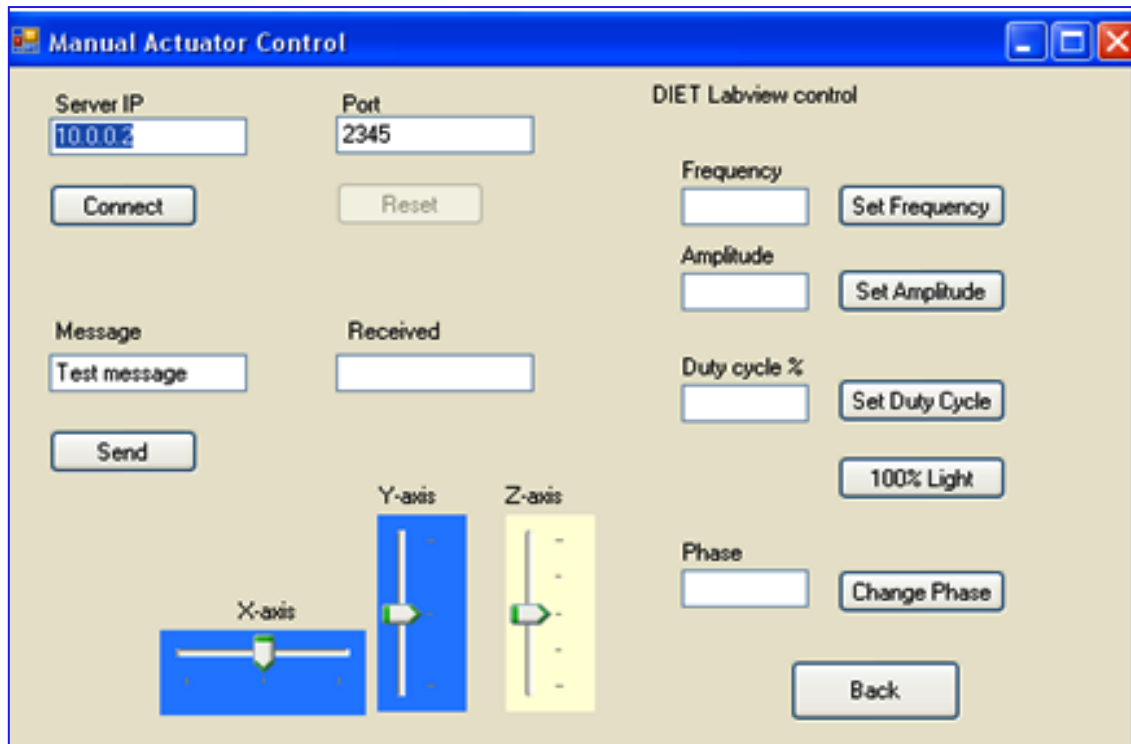 Manual Actuator Control
Server IP
Port
10.0.0.2
2345
Connect
Reset
Message
Received
Test message
Send
Y-axis
Z-axis
X-axis
DIET Labview control
Frequency
Set Frequency
Amplitude
Set Amplitude
Duty cycle %
Set Duty Cycle
100% Light
Phase
Change Phase
Back